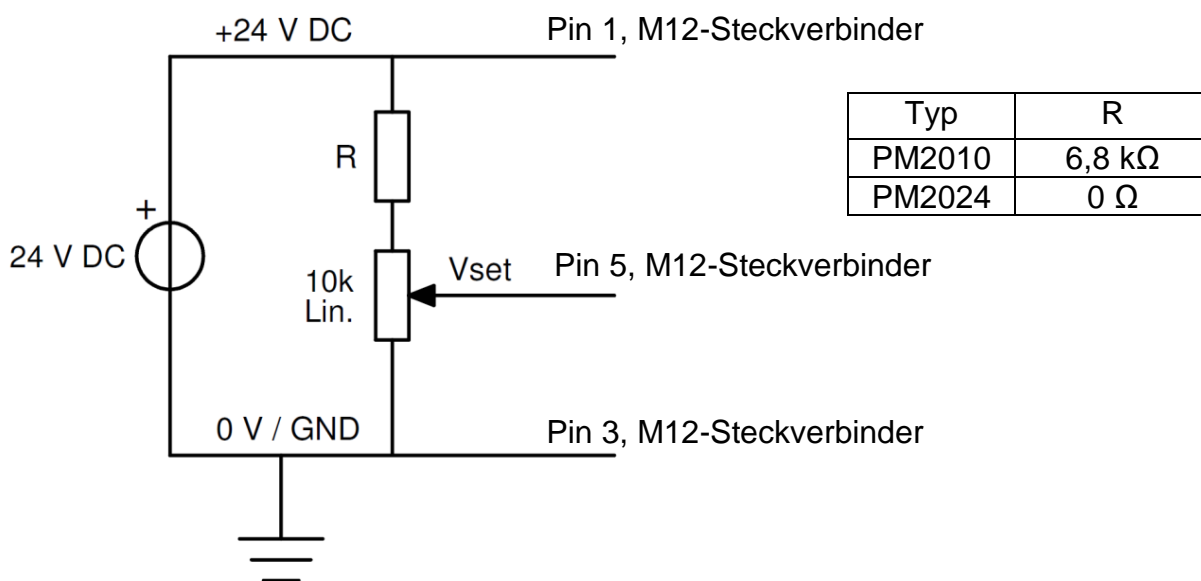 +24 V DC
Pin 1, M12-Steckverbinder
Typ R
PM2010 6,8 kΩ
PM2024 0 Ω
R
+
24 V DC
10k
Lin.
Vset
Pin 5, M12-Steckverbinder
0 V / GND
Pin 3, M12-Steckverbinder